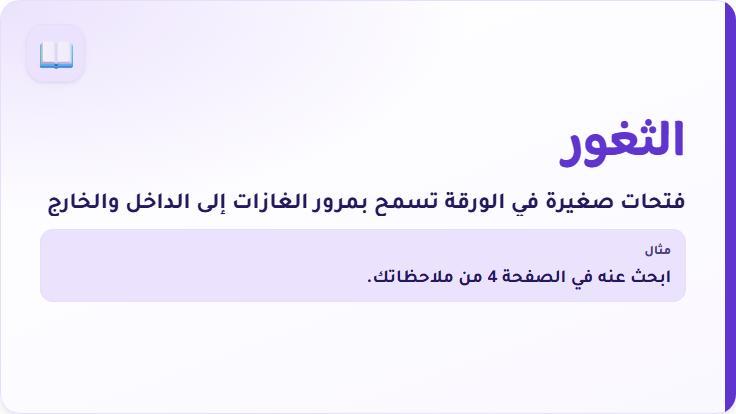 الثغور
فتحات صغيرة في الورقة تسمح بمرور الغازات إلى الداخل والخارج
مثال
ابحث عنه في الصفحة 4 من ملاحظاتك.